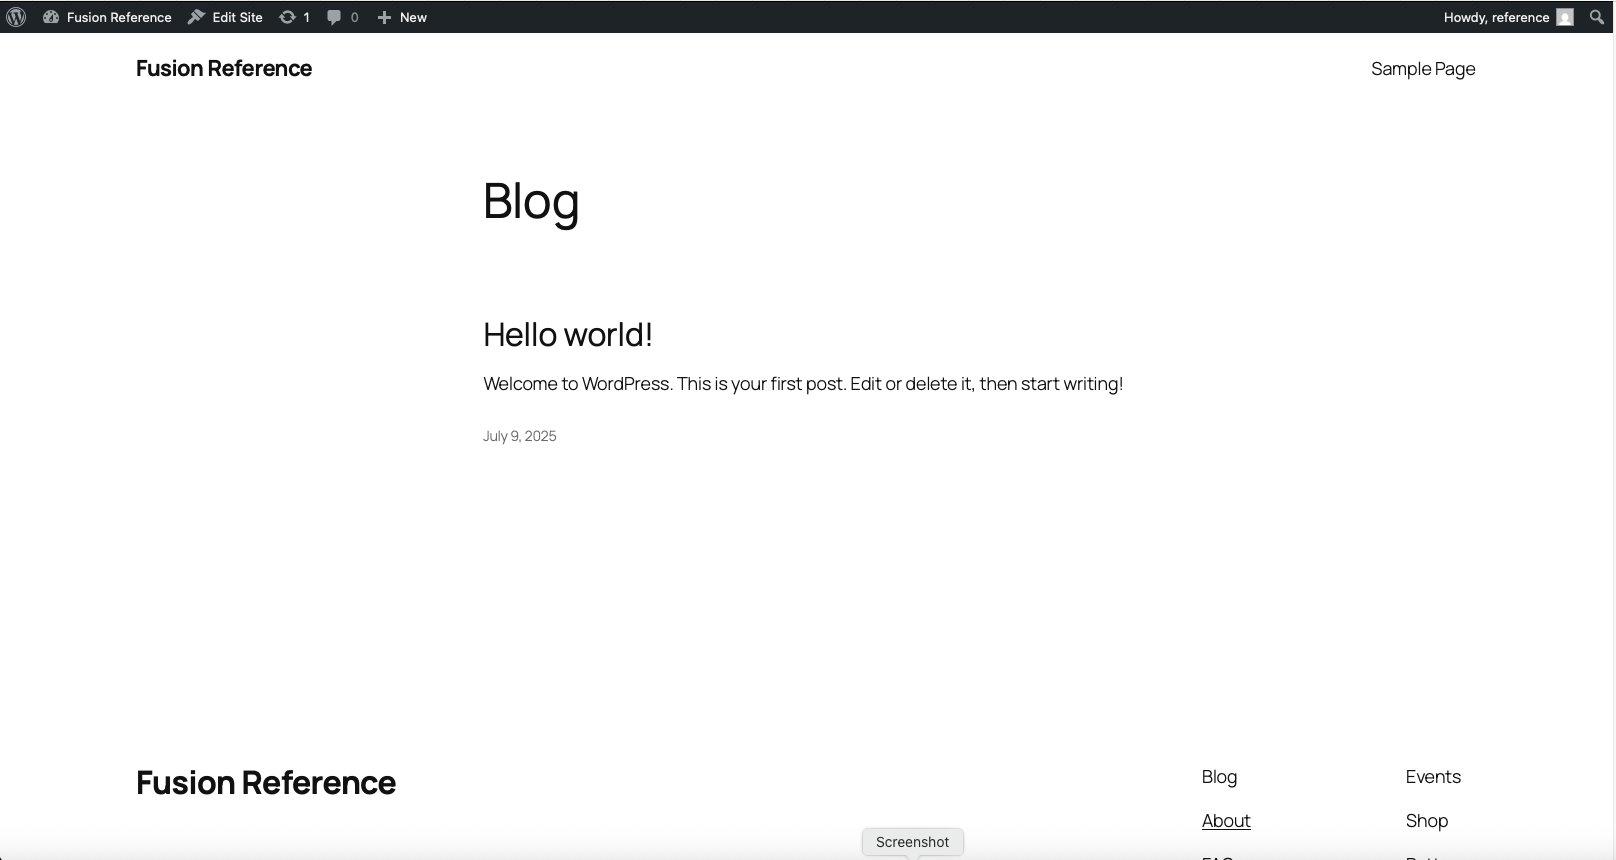 Fusion Reference Edit Site 1 0 New Howdy, reference
Fusion Reference Sample Page
Blog
Hello world!
Welcome to WordPress. This is your first post. Edit or delete it, then start writing!
July 9, 2025
Fusion Reference
Blog Events
About Shop
Screenshot